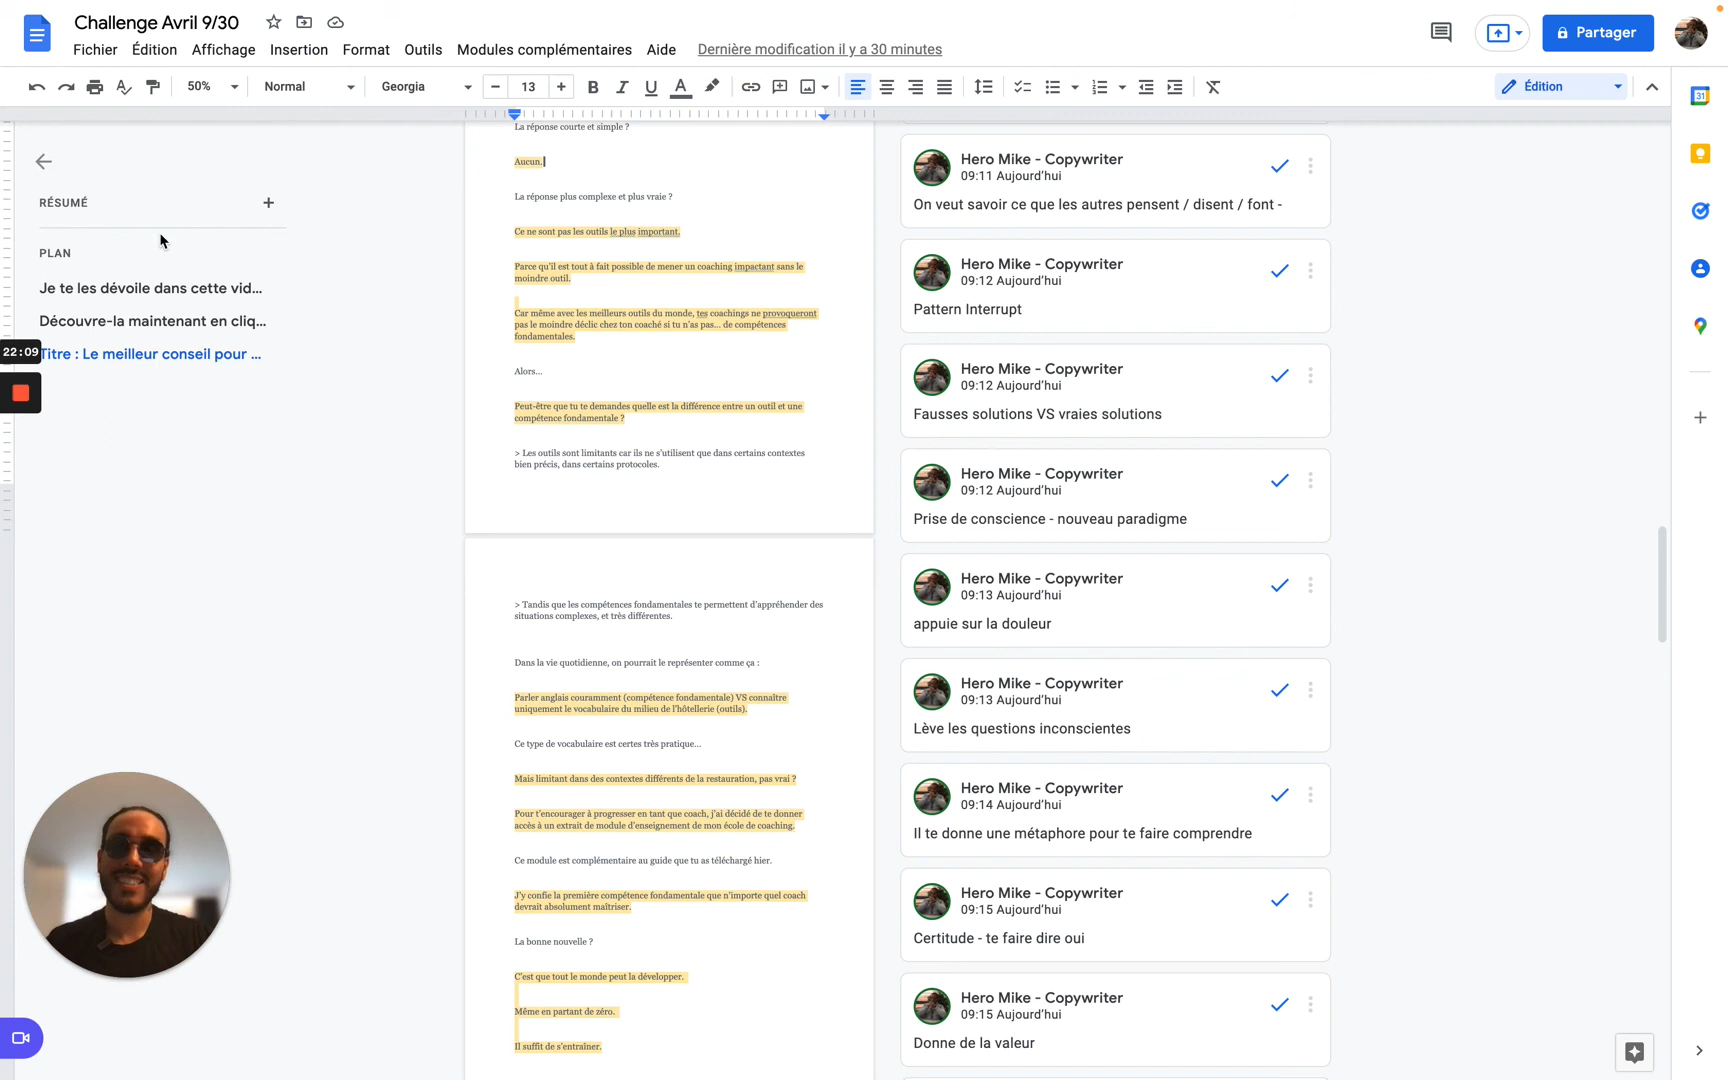 Challenge Avril 9/30
Fichier Édition Affichage Insertion Format Outils Modules complémentaires Aide Dernière modification il y a 30 minutes
Partager
50% Normal Georgia 13 Édition
31
RÉSUMÉ
PLAN
Je te les dévoile dans cette vid...
Découvre-la maintenant en cliq...
Titre : Le meilleur conseil pour ...
22:09
La réponse courte et simple ?
Aucun.
La réponse plus complexe et plus vraie ?
Ce ne sont pas les outils le plus important.
Parce qu'il est tout à fait possible de mener un coaching impactant sans le
moindre outil.
Car même avec les meilleurs outils du monde, tes coachings ne provoqueront
pas le moindre déclic chez ton coaché si tu n'as pas... de compétences
fondamentales.
Alors...
Peut-être que tu te demandes quelle est la différence entre un outil et une
compétence fondamentale ?
> Les outils sont limitants car ils ne s'utilisent que dans certains contextes
bien précis, dans certains protocoles.
> Tandis que les compétences fondamentales te permettent d'appréhender des
situations complexes, et très différentes.
Dans la vie quotidienne, on pourrait le représenter comme ça :
Parler anglais couramment (compétence fondamentale) VS connaître
uniquement le vocabulaire du milieu de l'hôtellerie (outils).
Ce type de vocabulaire est certes très pratique...
Mais limitant dans des contextes différents de la restauration, pas vrai ?
Pour t'encourager à progresser en tant que coach, j'ai décidé de te donner
accès à un extrait de module d'enseignement de mon école de coaching.
Ce module est complémentaire au guide que tu as téléchargé hier.
J'y confie la première compétence fondamentale que n'importe quel coach
devrait absolument maîtriser.
La bonne nouvelle ?
C'est que tout le monde peut la développer.
Même en partant de zéro.
Il suffit de s'entraîner.
Hero Mike - Copywriter
09:11 Aujourd'hui
On veut savoir ce que les autres pensent / disent / font -
Hero Mike - Copywriter
09:12 Aujourd'hui
Pattern Interrupt
Hero Mike - Copywriter
09:12 Aujourd'hui
Fausses solutions VS vraies solutions
Hero Mike - Copywriter
09:12 Aujourd'hui
Prise de conscience - nouveau paradigme
Hero Mike - Copywriter
09:13 Aujourd'hui
appuie sur la douleur
Hero Mike - Copywriter
09:13 Aujourd'hui
Lève les questions inconscientes
Hero Mike - Copywriter
09:14 Aujourd'hui
Il te donne une métaphore pour te faire comprendre
Hero Mike - Copywriter
09:15 Aujourd'hui
Certitude - te faire dire oui
Hero Mike - Copywriter
09:15 Aujourd'hui
Donne de la valeur